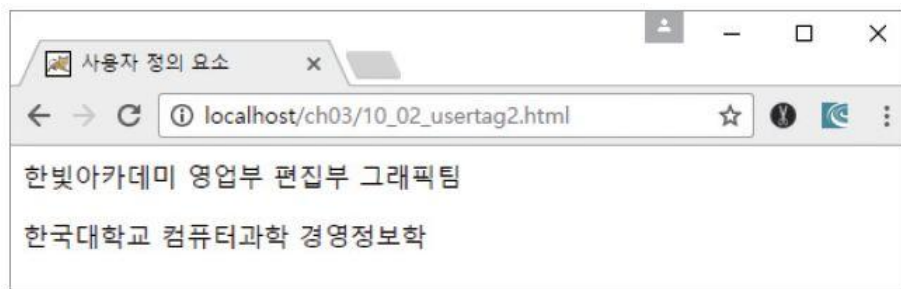 사용자 정의 요소
localhost/ch03/10_02_usertag2.html
한빛아카데미 영업부 편집부 그래픽팀
한국대학교 컴퓨터과학 경영정보학